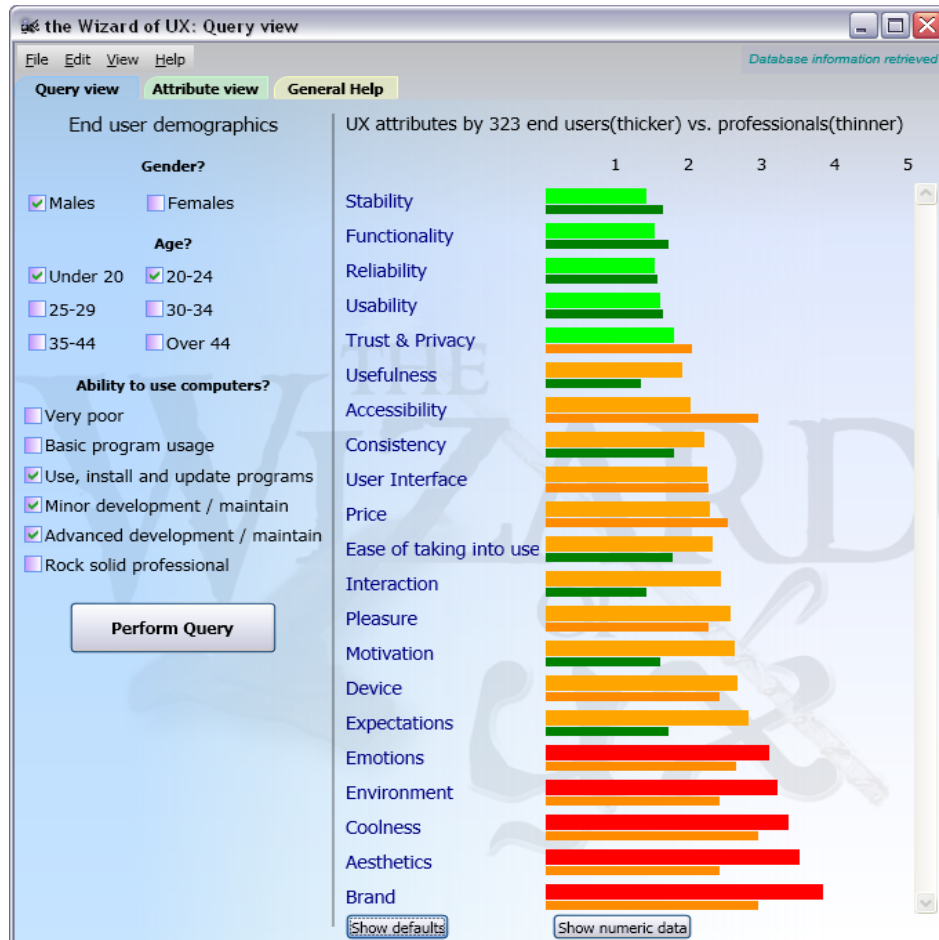 the Wizard of UX: Query view
File Edit View Help
Database information retrieved
Query view Attribute view General Help
End user demographics
Gender?
Males Females
Age?
Under 20 20-24
25-29 30-34
35-44 Over 44
Ability to use computers?
Very poor
Basic program usage
Use, install and update programs
Minor development / maintain
Advanced development / maintain
Rock solid professional
Perform Query
UX attributes by 323 end users(thicker) vs. professionals(thinner)
1 2 3 4 5
Stability
Functionality
Reliability
Usability
Trust & Privacy
Usefulness
Accessibility
Consistency
User Interface
Price
Ease of taking into use
Interaction
Pleasure
Motivation
Device
Expectations
Emotions
Environment
Coolness
Aesthetics
Brand
Show defaults Show numeric data
THE
WIZARD
OF
UX